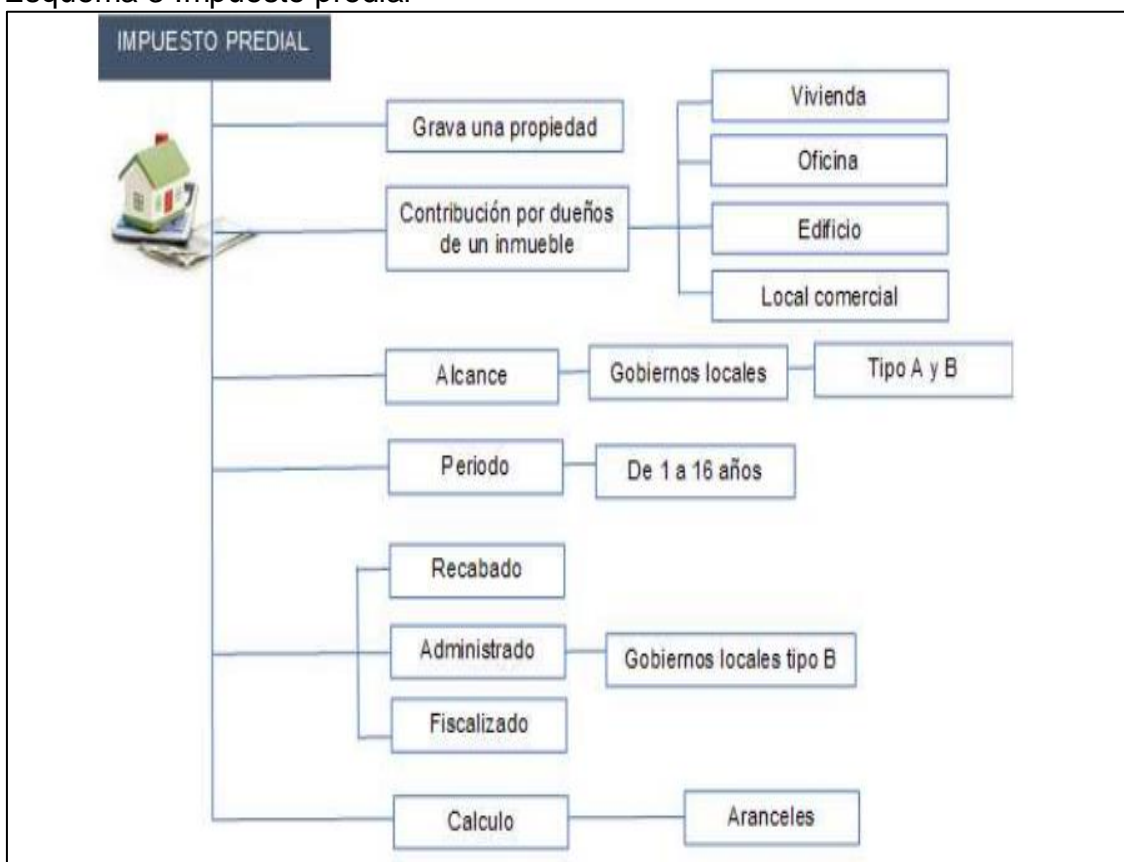 IMPUESTO PREDIAL
Grava una propiedad
Contribución por dueños
de un inmueble
Vivienda
Oficina
Edificio
Local comercial
Alcance
Gobiernos locales
Tipo A y B
Periodo
De 1 a 16 años
Recabado
Administrado
Gobiernos locales tipo B
Fiscalizado
Calculo
Aranceles